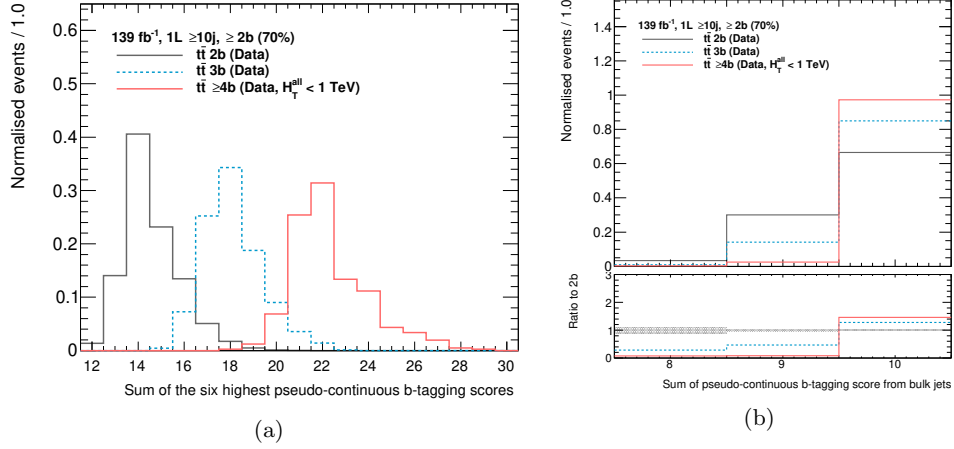 Normalised events / 1.0
0.6
0.5
0.4
0.3
0.2
0.1
0
139 fb⁻¹, 1L ≥10j, ≥ 2b (70%)
tt̄ 2b (Data)
tt̄ 3b (Data)
tt̄ ≥4b (Data, H_T^all < 1 TeV)
12 14 16 18 20 22 24 26 28 30
Sum of the six highest pseudo-continuous b-tagging scores
(a)
Normalised events / 1.0
1.4
1.2
1
0.8
0.6
0.4
0.2
0
139 fb⁻¹, 1L ≥10j, ≥ 2b (70%)
tt̄ 2b (Data)
tt̄ 3b (Data)
tt̄ ≥4b (Data, H_T^all < 1 TeV)
Ratio to 2b
3
2
1
0
8 9 10
Sum of pseudo-continuous b-tagging score from bulk jets
(b)